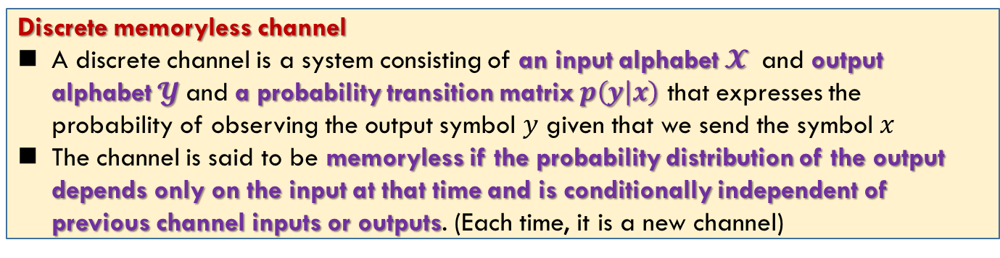 Discrete memoryless channel
■ A discrete channel is a system consisting of an input alphabet 𝒳 and output
alphabet 𝒴 and a probability transition matrix p(y|x) that expresses the
probability of observing the output symbol y given that we send the symbol x
■ The channel is said to be memoryless if the probability distribution of the output
depends only on the input at that time and is conditionally independent of
previous channel inputs or outputs. (Each time, it is a new channel)